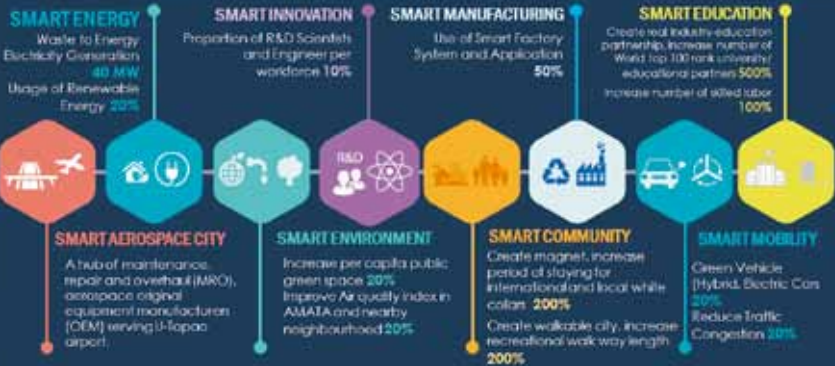 SMART ENERGY
Waste to Energy
Electricity Generation
40 MW
Usage of Renewable
Energy 20%
SMART INNOVATION
Proportion of R&D Scientists
and Engineer per
workforce 10%
SMART MANUFACTURING
Use of Smart Factory
System and Application
50%
SMART EDUCATION
Create real industry-education
partnership, increase number of
World top 100 rank university/
educational partners 500%
Increase number of skilled labor
100%
R&D
SMART AEROSPACE CITY
A hub of maintenance,
repair and overhaul (MRO),
aerospace original
equipment manufacturers
(OEM) serving U-Tapao
airport.
SMART ENVIRONMENT
Increase per capita public
green space 20%
Improve Air quality index in
AMATA and nearby
neighbourhood 20%
SMART COMMUNITY
Create magnet, increase
period of staying for
international and local white
colars 200%
Create walkable city, increase
recreational walk way length
200%
SMART MOBILITY
Green Vehicle
(Hybrid, Electric Cars
20%
Reduce Traffic
Congestion 20%